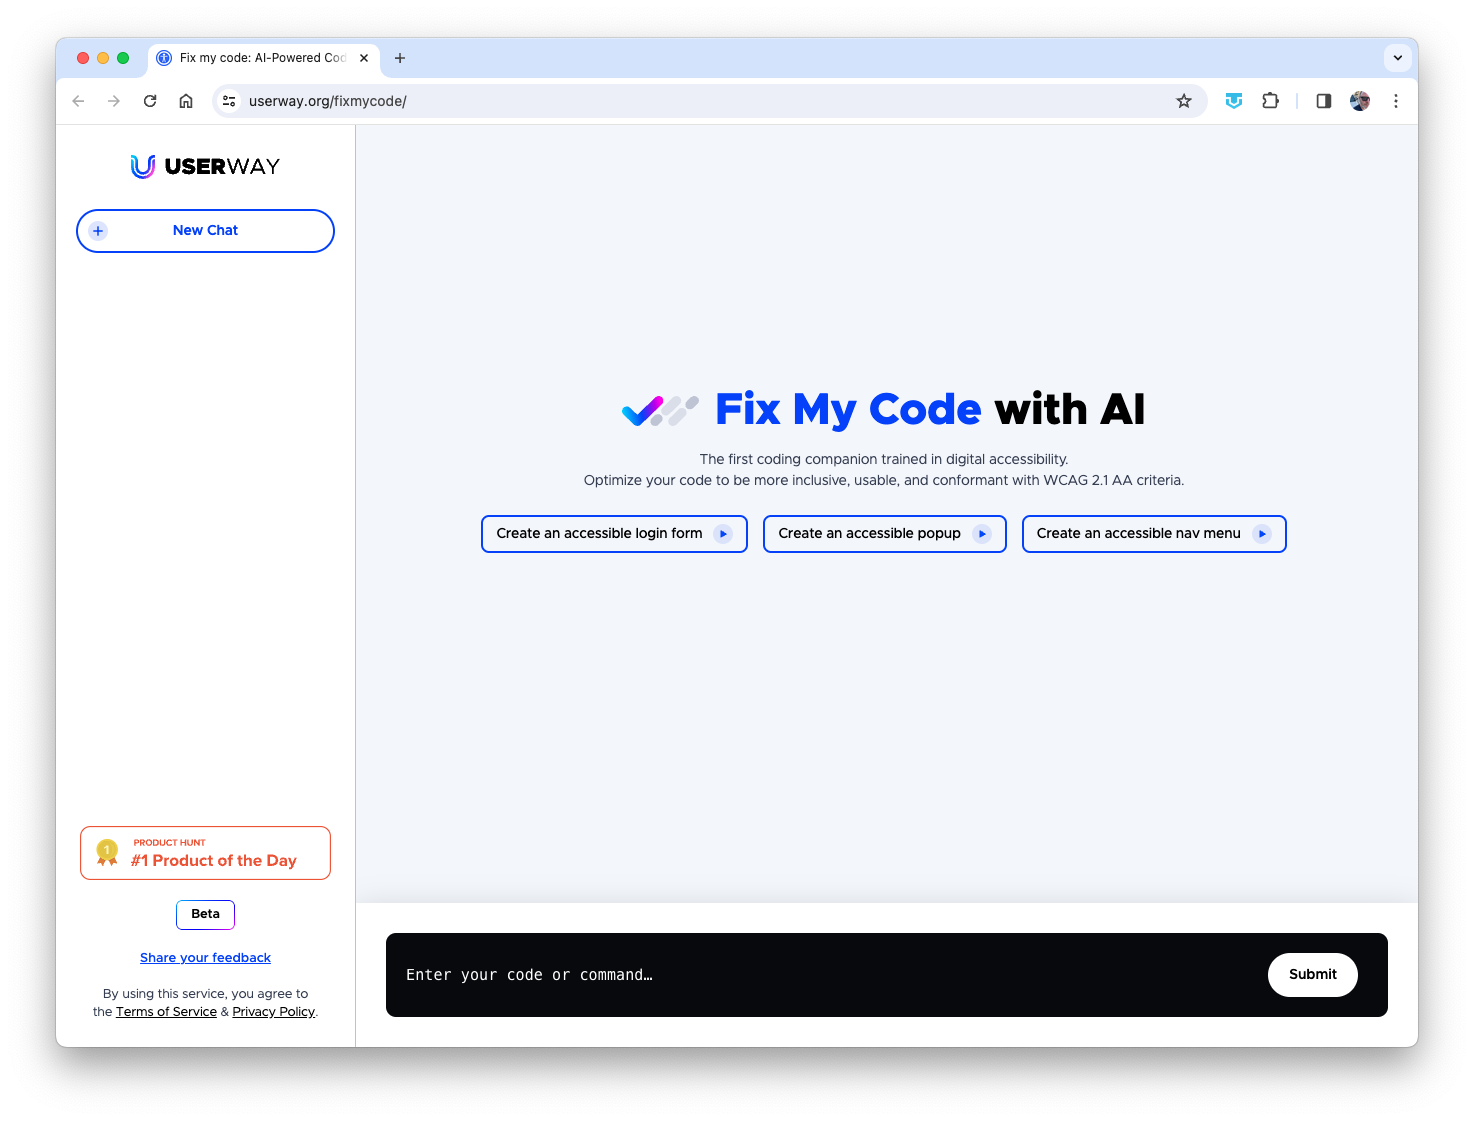 Fix my code: AI-Powered Cod
userway.org/fixmycode/
USERWAY
New Chat
Fix My Code with AI
The first coding companion trained in digital accessibility.
Optimize your code to be more inclusive, usable, and conformant with WCAG 2.1 AA criteria.
Create an accessible login form
Create an accessible popup
Create an accessible nav menu
1
PRODUCT HUNT
#1 Product of the Day
Beta
Share your feedback
By using this service, you agree to
the Terms of Service & Privacy Policy.
Enter your code or command…
Submit